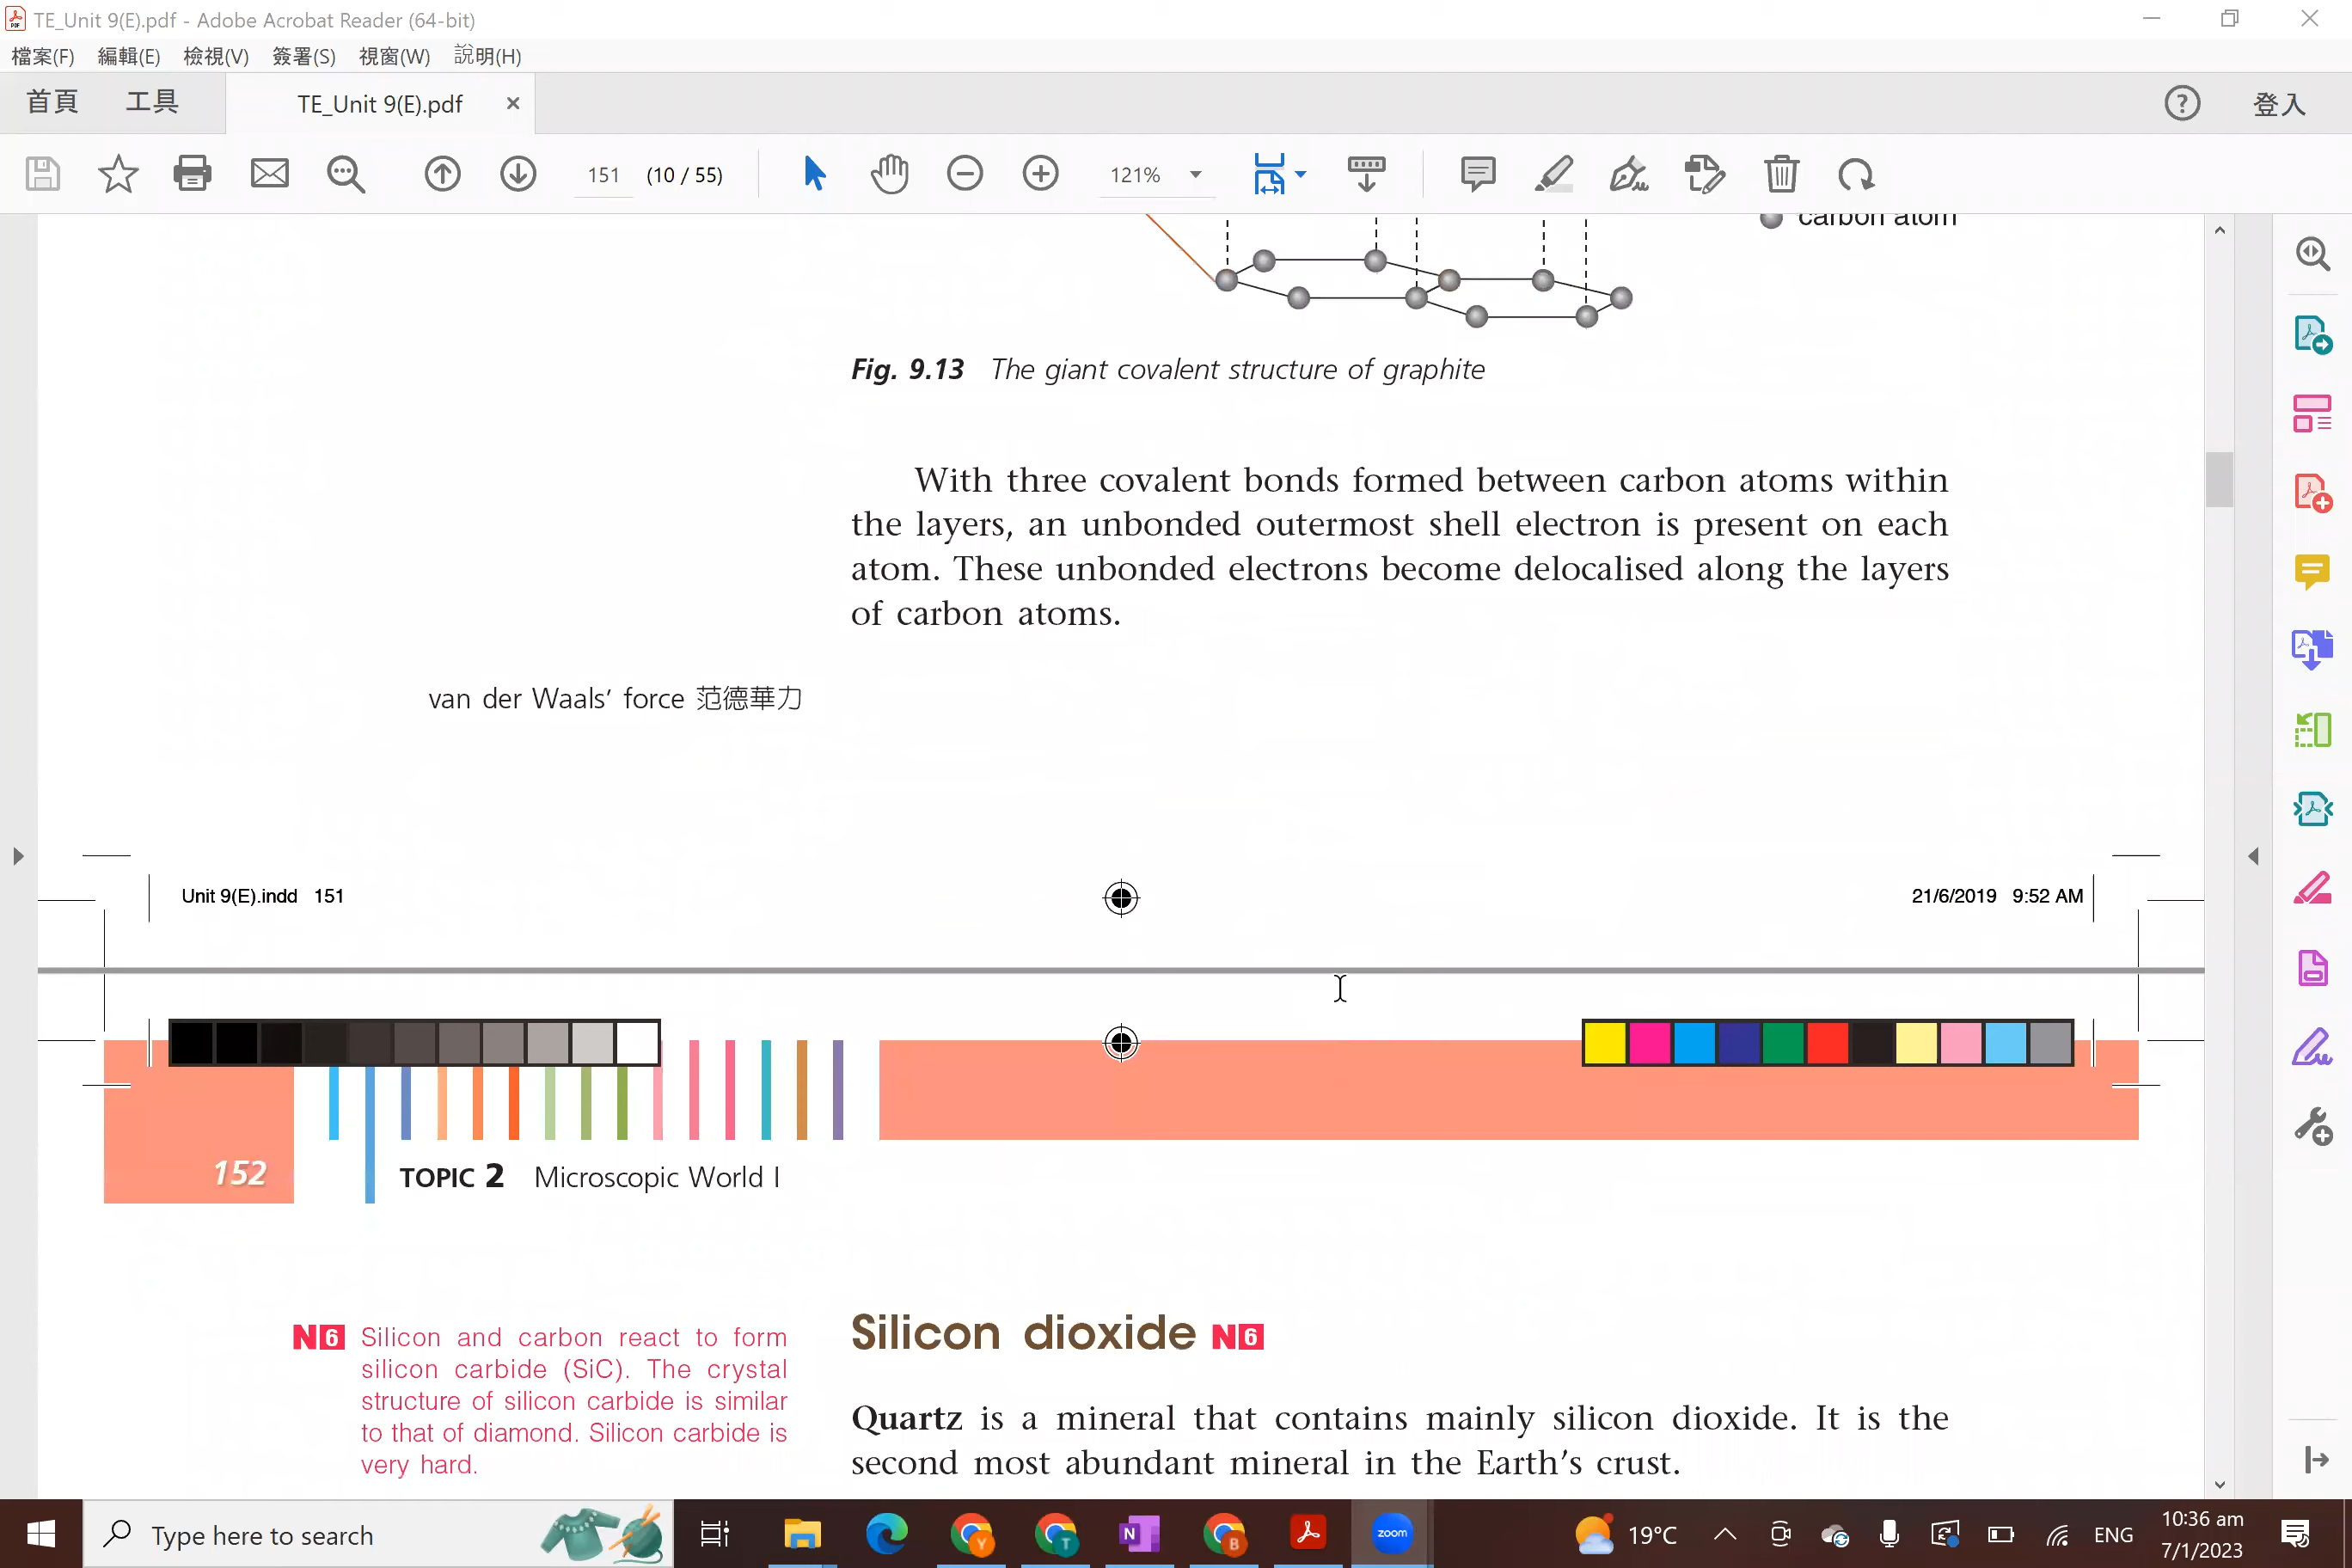 TE_Unit 9(E).pdf - Adobe Acrobat Reader (64-bit)
檔案(F) 編輯(E) 檢視(V) 簽署(S) 視窗(W) 說明(H)
首頁 工具 TE_Unit 9(E).pdf × 登入
151 (10 / 55) 121%
carbon atom
Fig. 9.13 The giant covalent structure of graphite
With three covalent bonds formed between carbon atoms within
the layers, an unbonded outermost shell electron is present on each
atom. These unbonded electrons become delocalised along the layers
of carbon atoms.
van der Waals' force 范德華力
Unit 9(E).indd 151
21/6/2019 9:52 AM
152 TOPIC 2 Microscopic World I
N6 Silicon and carbon react to form
silicon carbide (SiC). The crystal
structure of silicon carbide is similar
to that of diamond. Silicon carbide is
very hard.
Silicon dioxide N6
Quartz is a mineral that contains mainly silicon dioxide. It is the
second most abundant mineral in the Earth's crust.
Type here to search
zoom
19°C ENG
10:36 am
7/1/2023